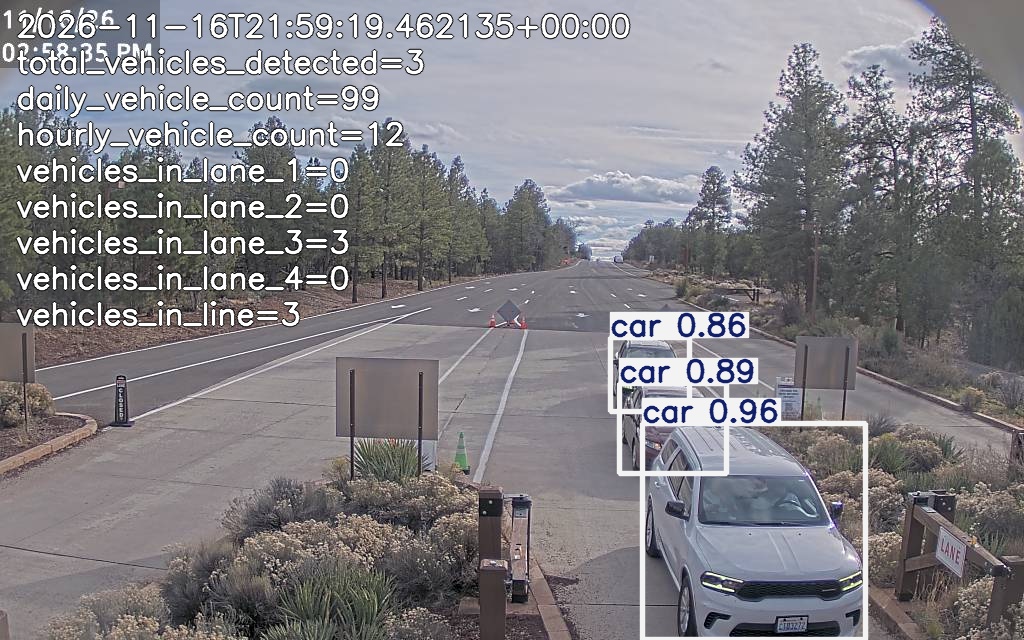 2026-11-16T21:59:19.462135+00:00
02:58:35 PM
total_vehicles_detected=3
daily_vehicle_count=99
hourly_vehicle_count=12
vehicles_in_lane_1=0
vehicles_in_lane_2=0
vehicles_in_lane_3=3
vehicles_in_lane_4=0
vehicles_in_line=3
car 0.86
car 0.89
car 0.96
CLOSED
LANE